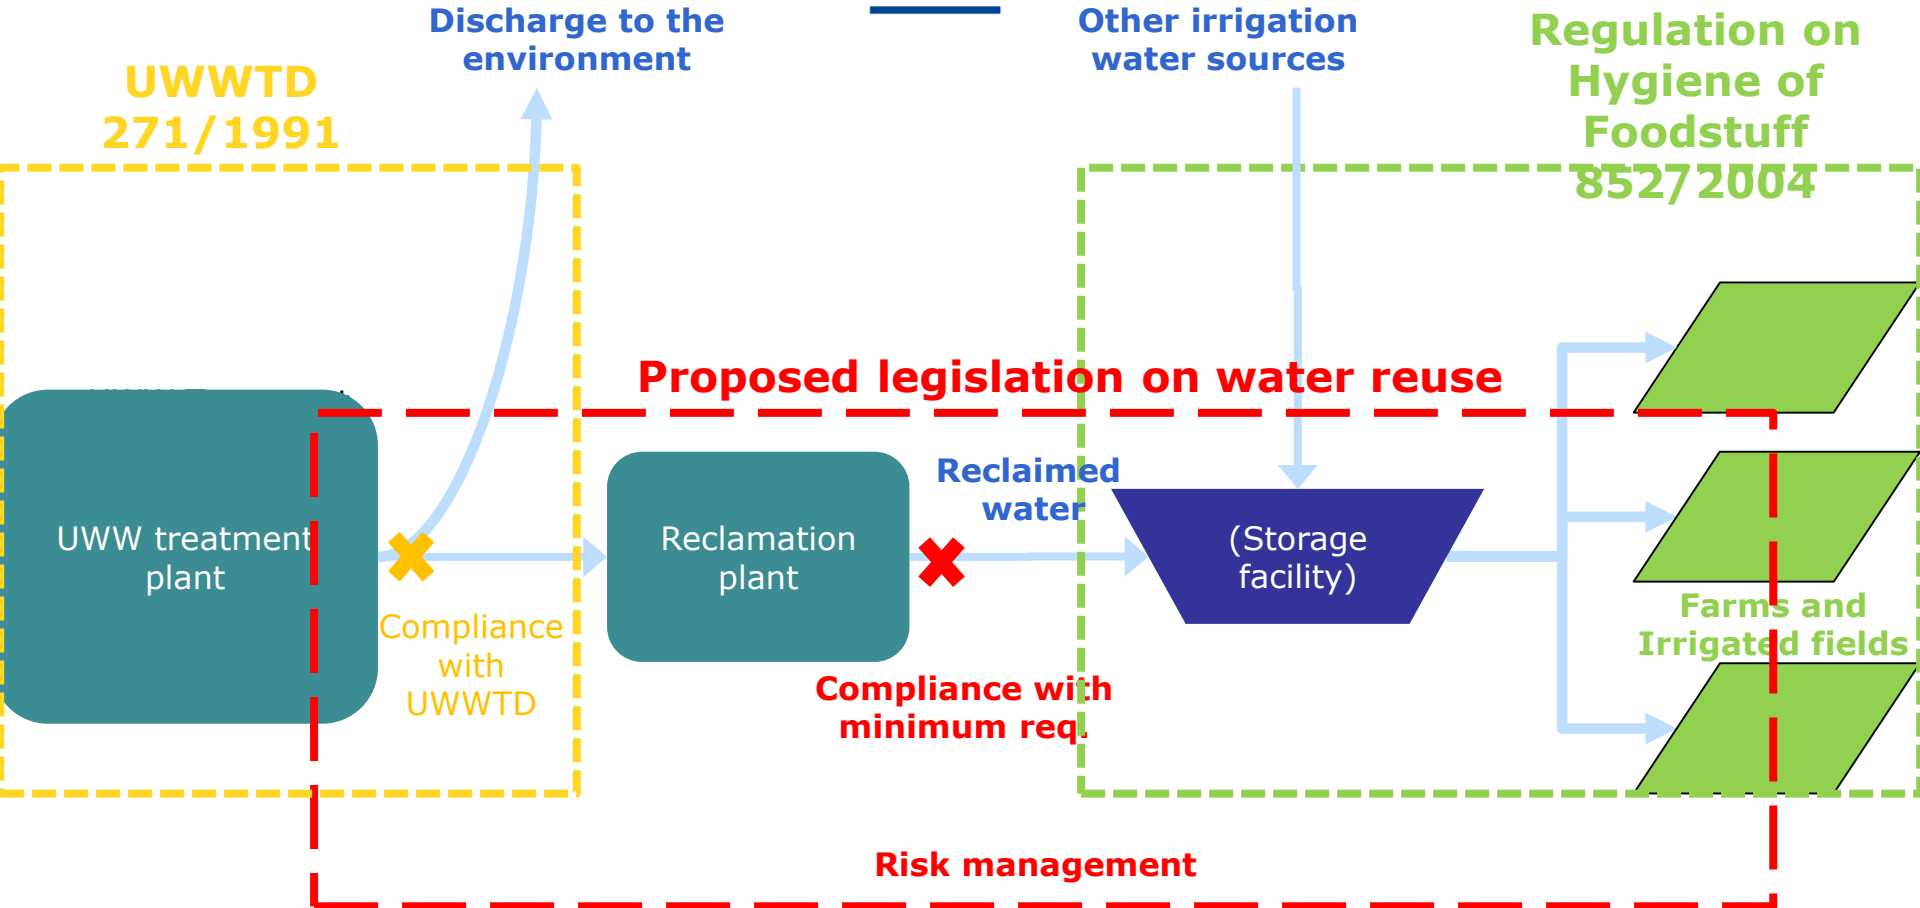 Discharge to the
environment
Other irrigation
water sources
Regulation on
Hygiene of
Foodstuff
852/2004
UWWTD
271/1991
Proposed legislation on water reuse
UWW treatment
plant
Reclamation
plant
Reclaimed
water
(Storage
facility)
Compliance
with
UWWTD
Compliance with
minimum req.
Farms and
Irrigated fields
Risk management